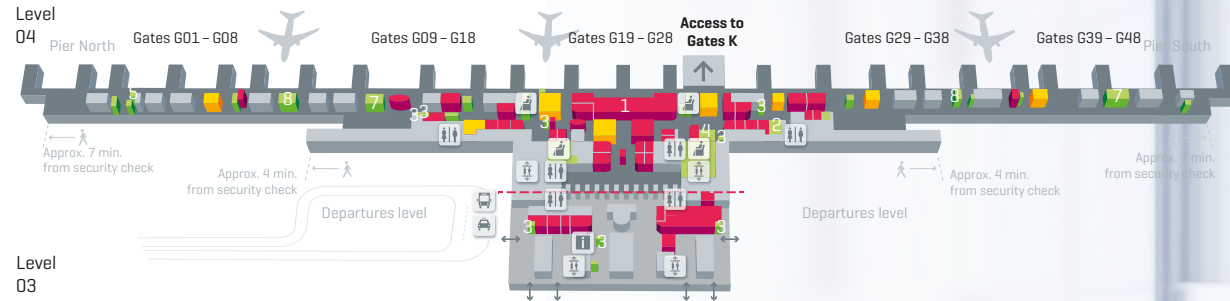 Level
04
Pier North
Gates G01 – G08
Gates G09 – G18
Gates G19 – G28
Access to
Gates K
Gates G29 – G38
Gates G39 – G48
Pier South
5
8
7
3
3
3
1
4
3
3
2
8
7
Approx. 7 min.
from security check
Approx. 4 min.
from security check
Approx. 4 min.
from security check
Approx. 7 min.
from security check
Departures level
Departures level
3
3
3
Level
03